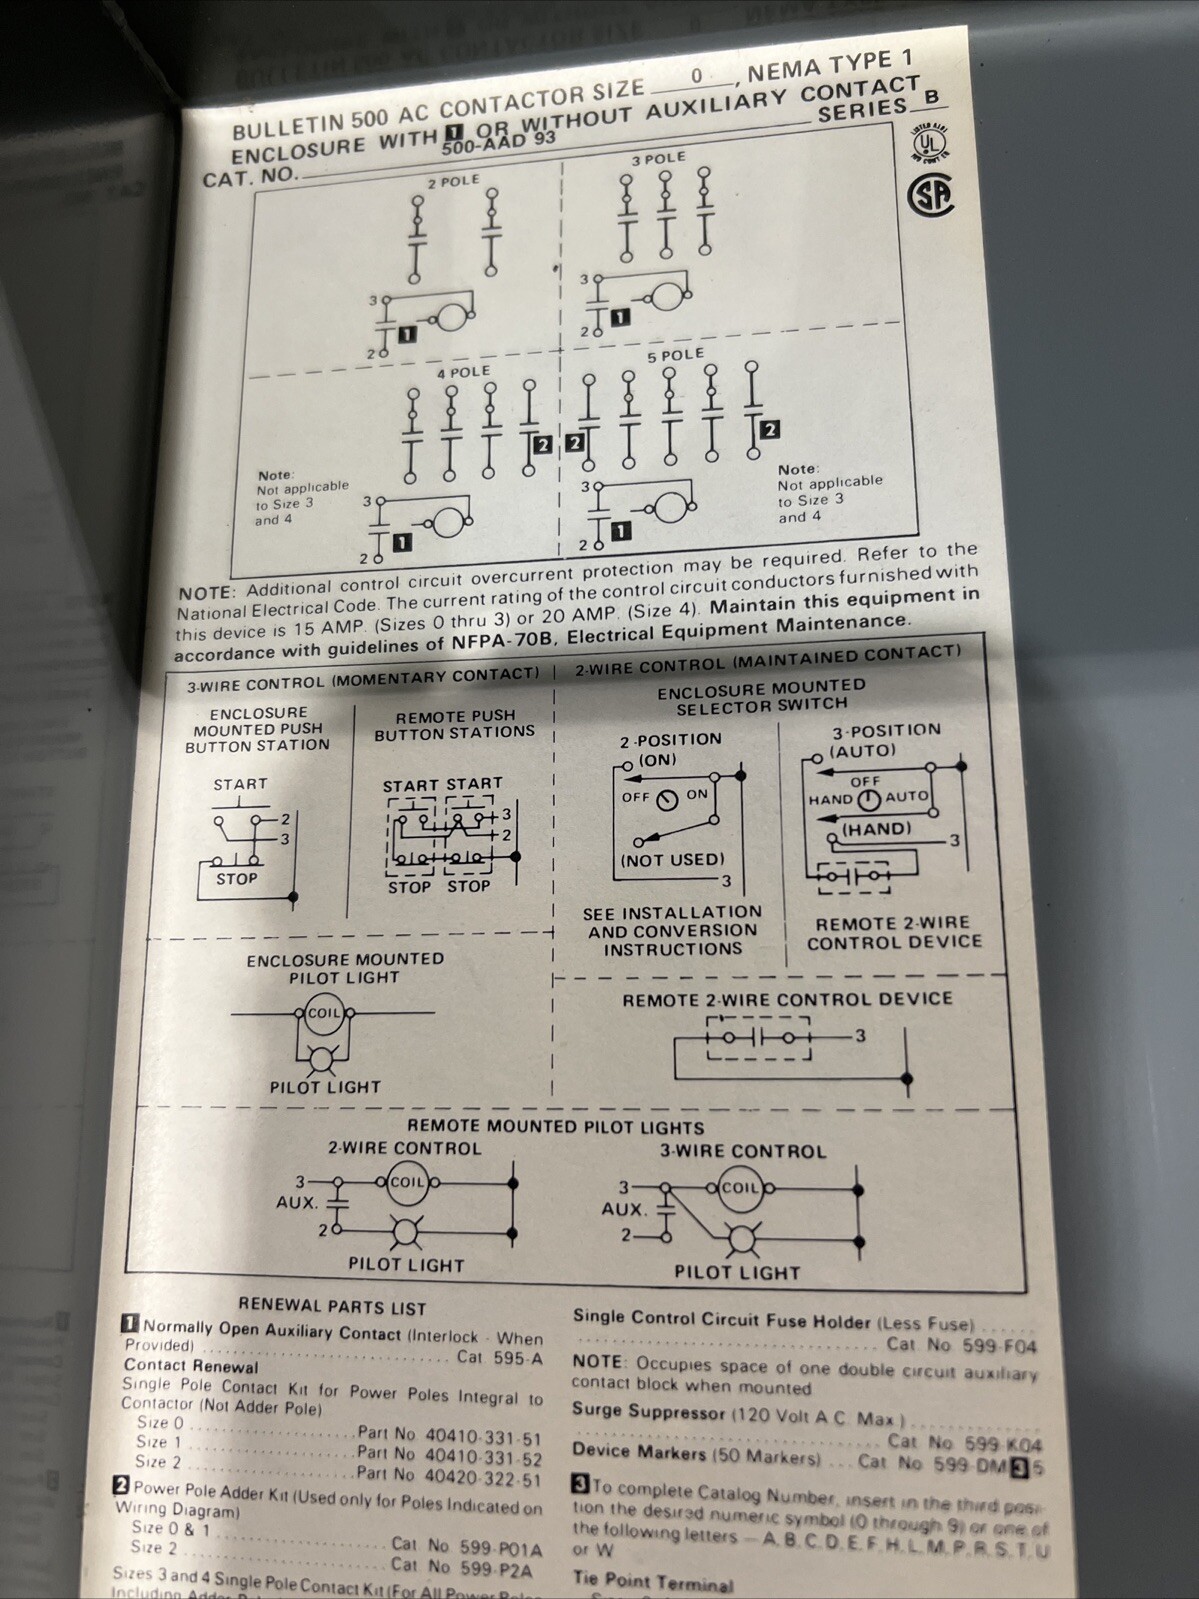 BULLETIN 500 AC CONTACTOR SIZE 0, NEMA TYPE 1
ENCLOSURE WITH 1 OR WITHOUT AUXILIARY CONTACT
CAT. NO. 500-AAD 93 SERIES B
LISTED
UL
SA
2 POLE
3
1
2
3 POLE
3
1
2
4 POLE
2
Note:
Not applicable
to Size 3
and 4
3
1
2
5 POLE
2
2
Note:
Not applicable
to Size 3
and 4
3
1
2
NOTE: Additional control circuit overcurrent protection may be required. Refer to the
National Electrical Code. The current rating of the control circuit conductors furnished with
this device is 15 AMP. (Sizes 0 thru 3) or 20 AMP. (Size 4). Maintain this equipment in
accordance with guidelines of NFPA-70B, Electrical Equipment Maintenance.
3-WIRE CONTROL (MOMENTARY CONTACT)
ENCLOSURE
MOUNTED PUSH
BUTTON STATION
START
2
3
STOP
REMOTE PUSH
BUTTON STATIONS
START START
3
2
STOP STOP
2-WIRE CONTROL (MAINTAINED CONTACT)
ENCLOSURE MOUNTED
SELECTOR SWITCH
2-POSITION
(ON)
OFF ON
(NOT USED)
3
SEE INSTALLATION
AND CONVERSION
INSTRUCTIONS
3-POSITION
(AUTO)
OFF
HAND AUTO
(HAND)
3
REMOTE 2-WIRE
CONTROL DEVICE
ENCLOSURE MOUNTED
PILOT LIGHT
COIL
PILOT LIGHT
REMOTE 2-WIRE CONTROL DEVICE
3
REMOTE MOUNTED PILOT LIGHTS
2-WIRE CONTROL
3
COIL
AUX.
2
PILOT LIGHT
3-WIRE CONTROL
3
COIL
AUX.
2
PILOT LIGHT
RENEWAL PARTS LIST
1 Normally Open Auxiliary Contact (Interlock - When
Provided) .............................. Cat. 595-A
Contact Renewal
Single Pole Contact Kit for Power Poles Integral to
Contactor (Not Adder Pole)
Size 0 .................... Part No 40410-331-51
Size 1 .................... Part No 40410-331-52
Size 2 .................... Part No 40420-322-51
2 Power Pole Adder Kit (Used only for Poles Indicated on
Wiring Diagram)
Size 0 & 1 .................... Cat No. 599-P01A
Size 2 .................... Cat No. 599-P2A
Sizes 3 and 4 Single Pole Contact Kit (For All Power Poles
Including Adder
Single Control Circuit Fuse Holder (Less Fuse) ......
.............................. Cat. No 599-F04
NOTE: Occupies space of one double circuit auxiliary
contact block when mounted
Surge Suppressor (120 Volt A C Max.) ............
.............................. Cat No 599-K04
Device Markers (50 Markers) ... Cat No 599-DM 3 5
3 To complete Catalog Number, insert in the third posi-
tion the desired numeric symbol (0 through 9) or one of
the following letters — A, B, C, D, E, F, H, L, M, P, R, S, T, U
or W
Tie Point Terminal